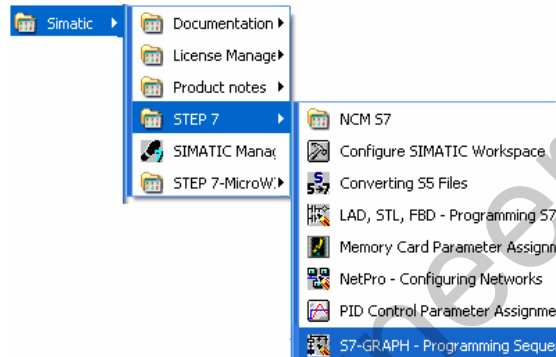 Simatic
Documentation
License Manage
Product notes
STEP 7
SIMATIC Manag
STEP 7-MicroW
NCM S7
Configure SIMATIC Workspace
Converting S5 Files
LAD, STL, FBD - Programming S7
Memory Card Parameter Assignm
NetPro - Configuring Networks
PID Control Parameter Assignme
S7-GRAPH - Programming Seque